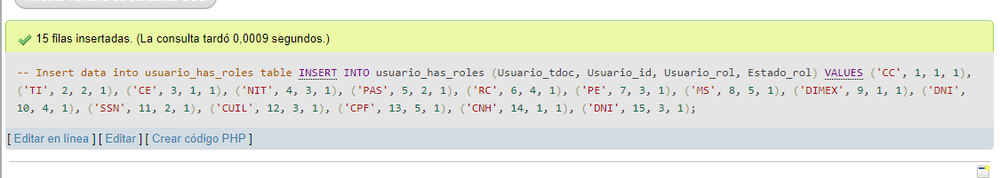 15 filas insertadas. (La consulta tardó 0,0009 segundos.)
-- Insert data into usuario_has_roles table INSERT INTO usuario_has_roles (Usuario_tdoc, Usuario_id, Usuario_rol, Estado_rol) VALUES ('CC', 1, 1, 1),
('TI', 2, 2, 1), ('CE', 3, 1, 1), ('NIT', 4, 3, 1), ('PAS', 5, 2, 1), ('RC', 6, 4, 1), ('PE', 7, 3, 1), ('MS', 8, 5, 1), ('DIMEX', 9, 1, 1), ('DNI',
10, 4, 1), ('SSN', 11, 2, 1), ('CUIL', 12, 3, 1), ('CPF', 13, 5, 1), ('CNH', 14, 1, 1), ('DNI', 15, 3, 1);
[ Editar en línea ] [ Editar ] [ Crear código PHP ]